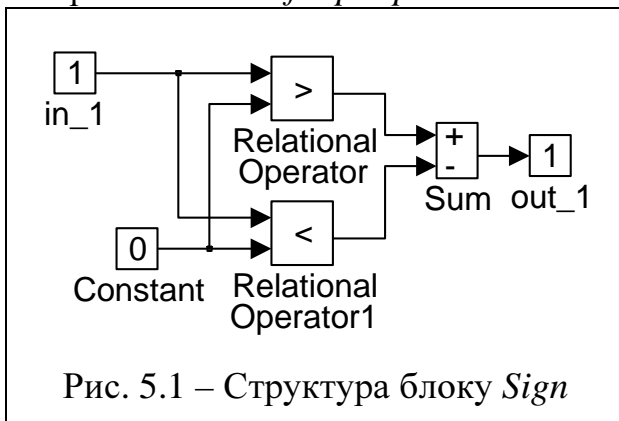 1
in_1
>
Relational
Operator
+
-
Sum
1
out_1
0
Constant
<
Relational
Operator1
Рис. 5.1 – Структура блоку Sign